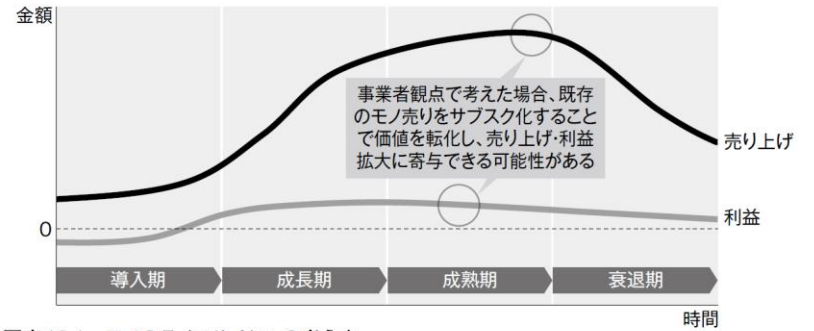 金額
事業者観点で考えた場合、既存
のモノ売りをサブスク化すること
で価値を転化し、売り上げ・利益
拡大に寄与できる可能性がある
売り上げ
利益
0
導入期
成長期
成熟期
衰退期
時間